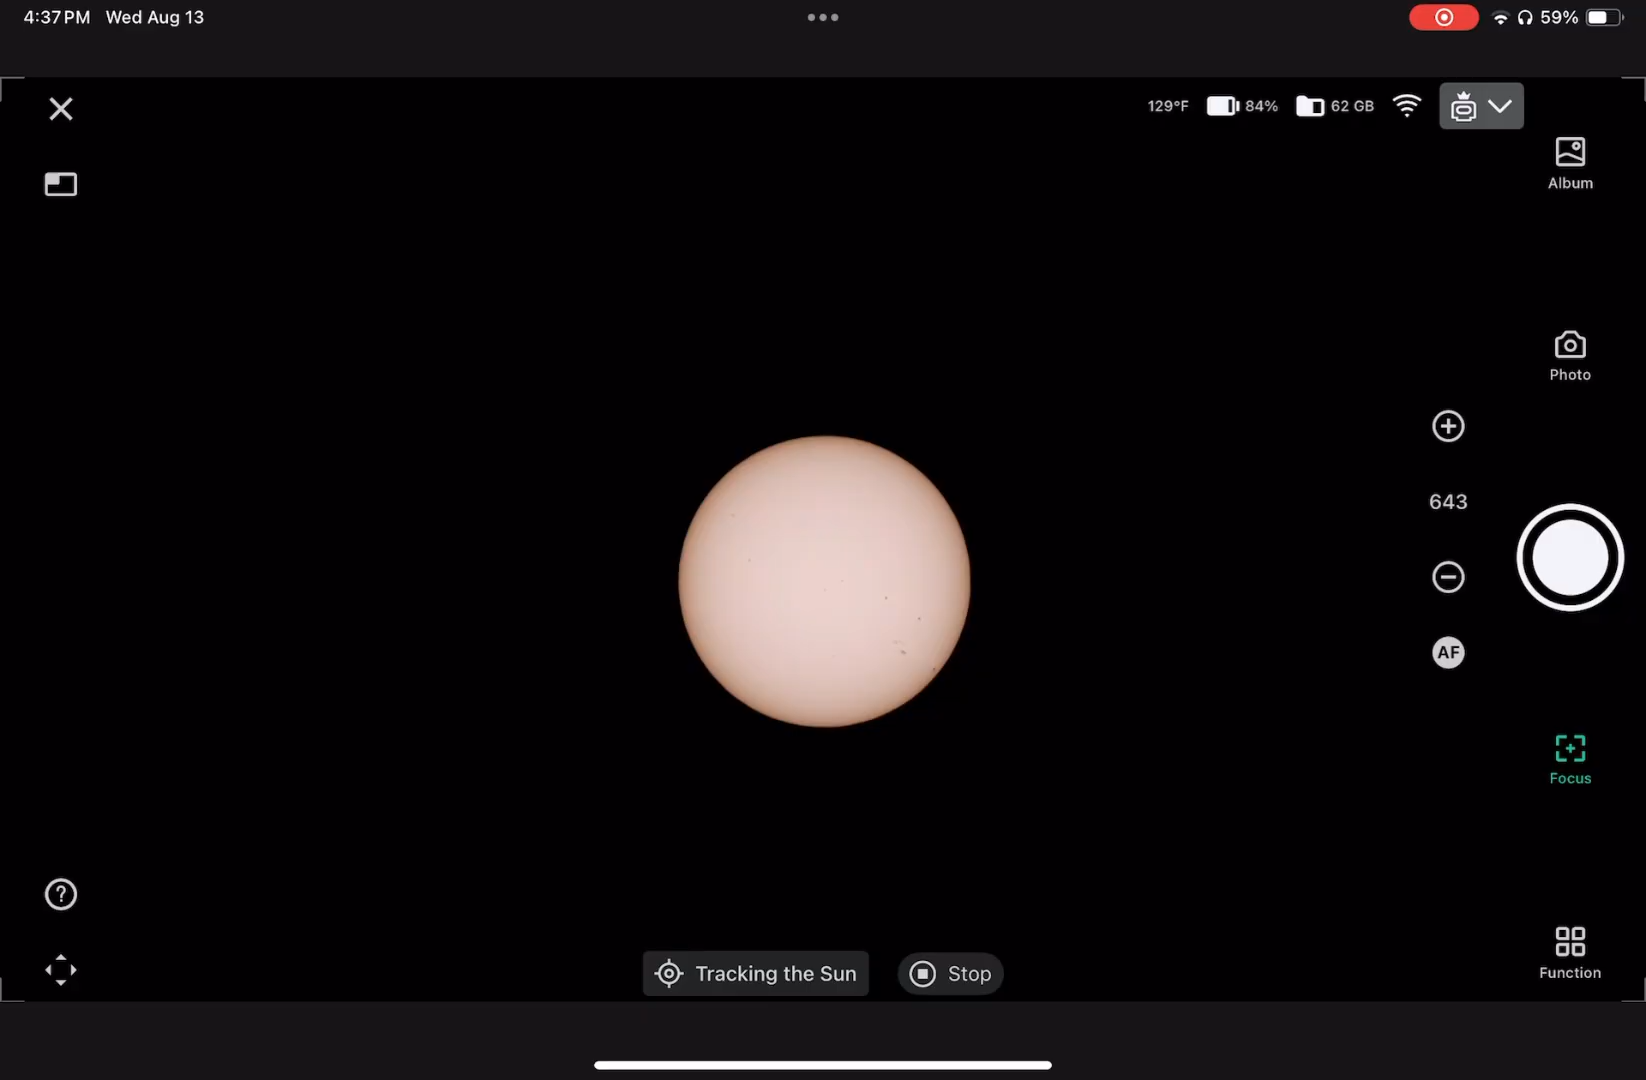 4:37 PM Wed Aug 13
59%
129°F 84% 62 GB
Album
Photo
643
AF
Focus
?
Tracking the Sun Stop
Function